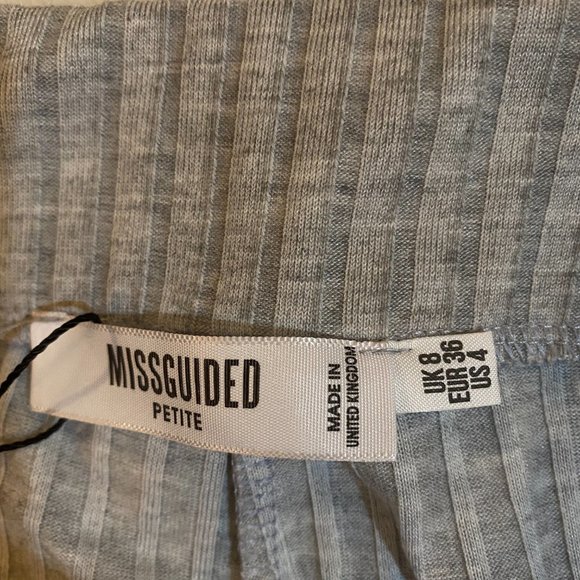 MISSGUIDED
PETITE
MADE IN
UNITED KINGDOM
UK 8
EUR 36
US 4